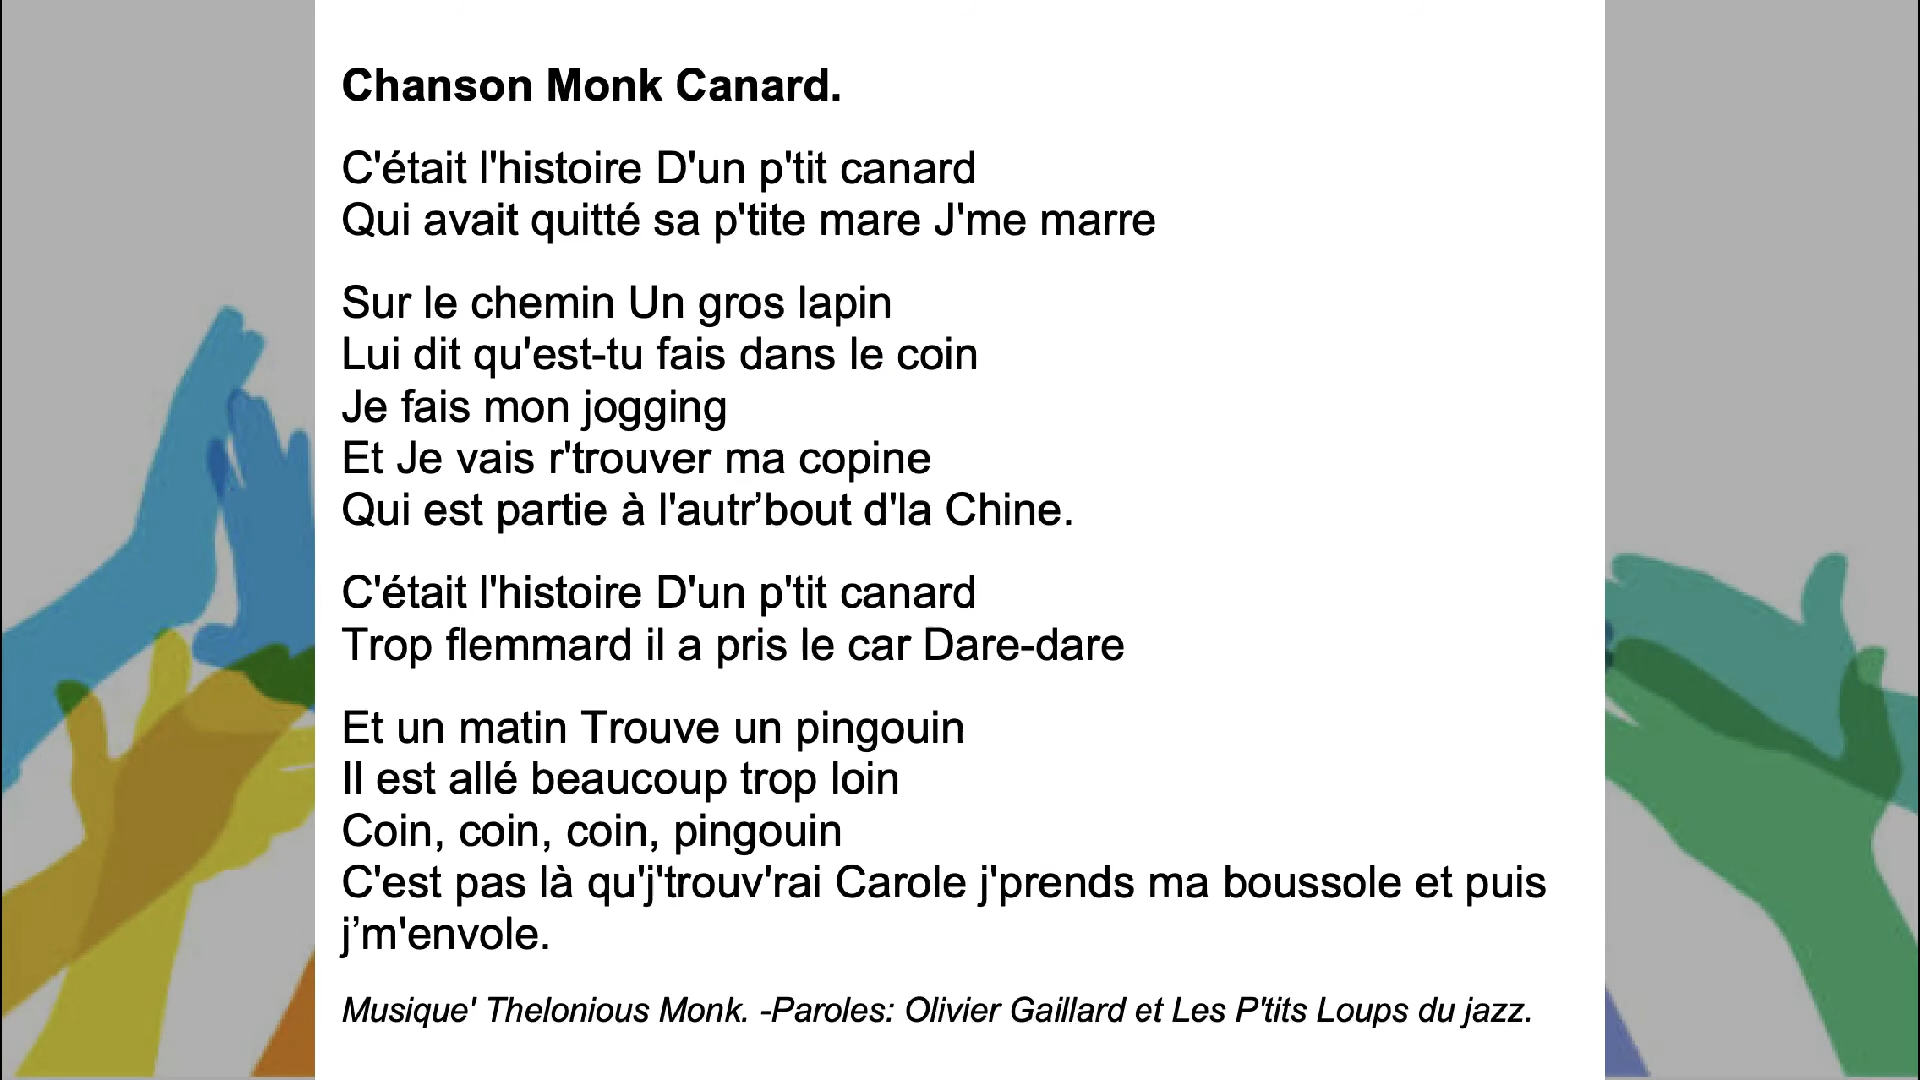 Chanson Monk Canard.
C'était l'histoire D'un p'tit canard
Qui avait quitté sa p'tite mare J'me marre
Sur le chemin Un gros lapin
Lui dit qu'est-tu fais dans le coin
Je fais mon jogging
Et Je vais r'trouver ma copine
Qui est partie à l'autr’bout d'la Chine.
C'était l'histoire D'un p'tit canard
Trop flemmard il a pris le car Dare-dare
Et un matin Trouve un pingouin
Il est allé beaucoup trop loin
Coin, coin, coin, pingouin
C'est pas là qu'j'trouv'rai Carole j'prends ma boussole et puis
j’m'envole.
Musique' Thelonious Monk. -Paroles: Olivier Gaillard et Les P'tits Loups du jazz.